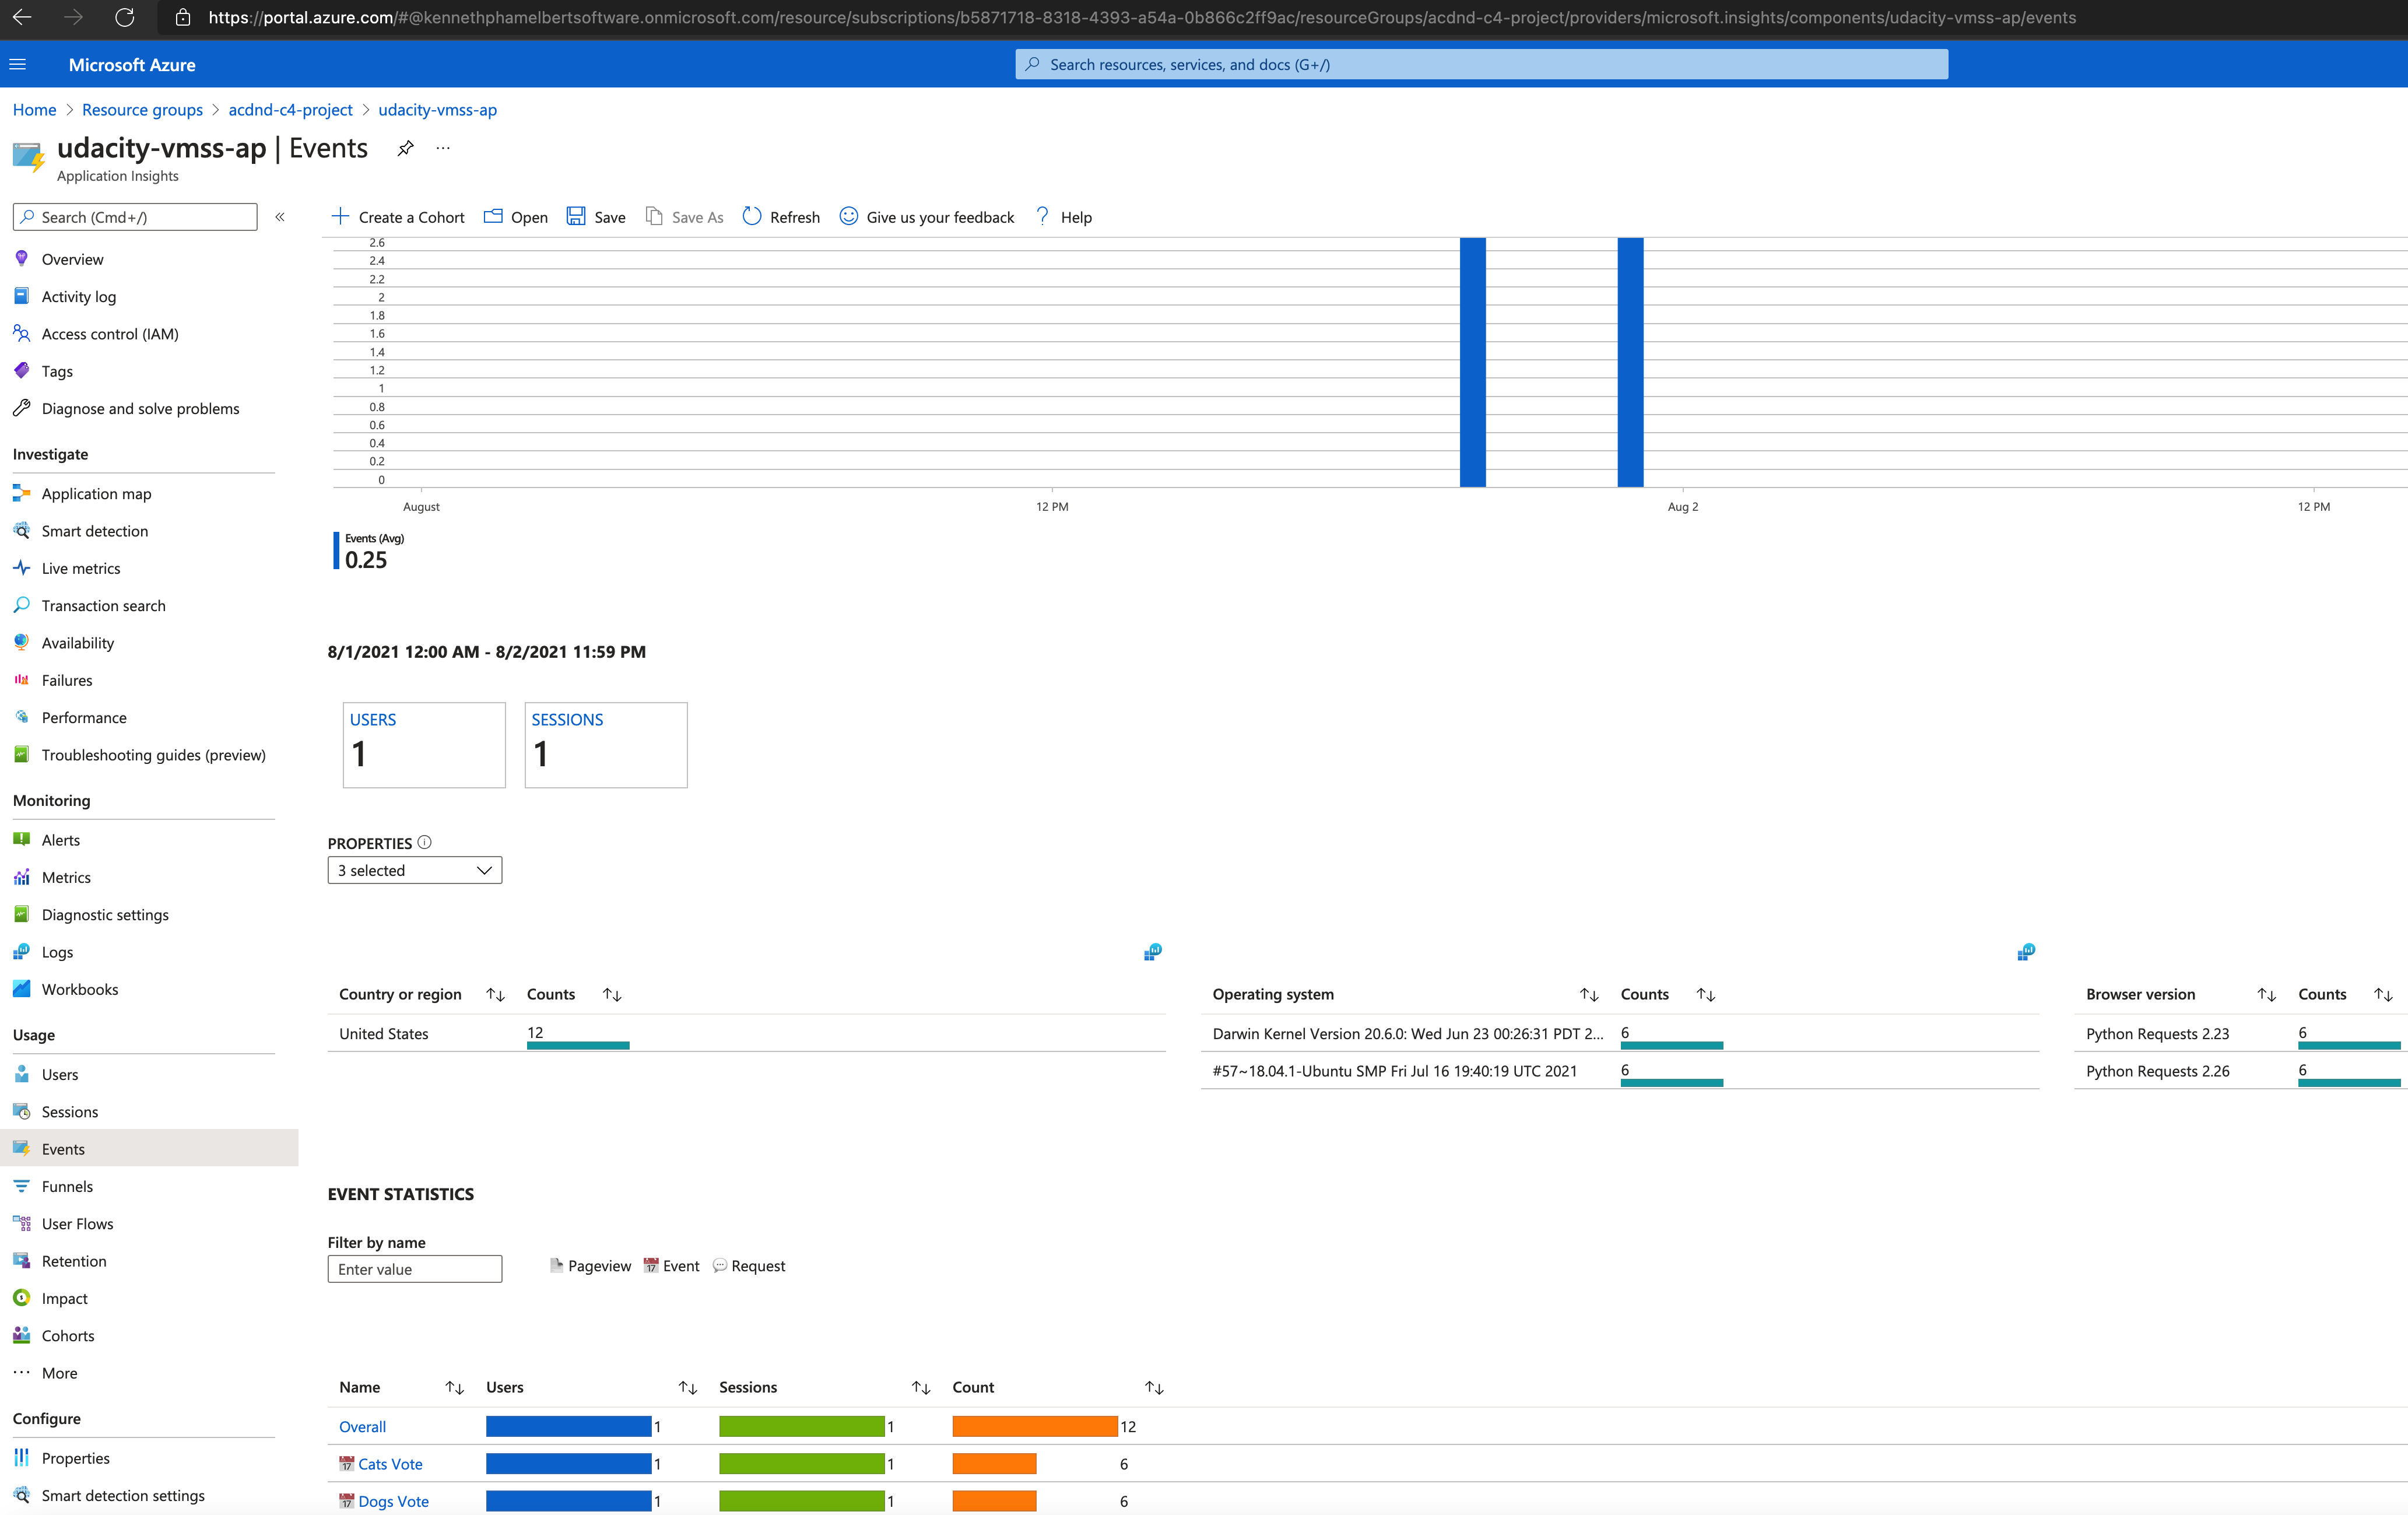 https://portal.azure.com/#@kennethphamelbertsoftware.onmicrosoft.com/resource/subscriptions/b5871718-8318-4393-a54a-0b866c2ff9ac/resourceGroups/acdnd-c4-project/providers/microsoft.insights/components/udacity-vmss-ap/events
Microsoft Azure
Search resources, services, and docs (G+/)
Home > Resource groups > acdnd-c4-project > udacity-vmss-ap
udacity-vmss-ap | Events
Application Insights
Search (Cmd+/)
Overview
Activity log
Access control (IAM)
Tags
Diagnose and solve problems
Investigate
Application map
Smart detection
Live metrics
Transaction search
Availability
Failures
Performance
Troubleshooting guides (preview)
Monitoring
Alerts
Metrics
Diagnostic settings
Logs
Workbooks
Usage
Users
Sessions
Events
Funnels
User Flows
Retention
Impact
Cohorts
More
Configure
Properties
Smart detection settings
Create a Cohort Open Save Save As Refresh Give us your feedback Help
2.6
2.4
2.2
2
1.8
1.6
1.4
1.2
1
0.8
0.6
0.4
0.2
0
August 12 PM Aug 2 12 PM
Events (Avg)
0.25
8/1/2021 12:00 AM - 8/2/2021 11:59 PM
USERS SESSIONS
1 1
PROPERTIES
3 selected
Country or region Counts
United States 12
Operating system Counts
Darwin Kernel Version 20.6.0: Wed Jun 23 00:26:31 PDT 2... 6
#57~18.04.1-Ubuntu SMP Fri Jul 16 19:40:19 UTC 2021 6
Browser version Counts
Python Requests 2.23 6
Python Requests 2.26 6
EVENT STATISTICS
Filter by name
Enter value
Pageview 17 Event Request
Name Users Sessions Count
Overall 1 1 12
17 Cats Vote 1 1 6
17 Dogs Vote 1 1 6